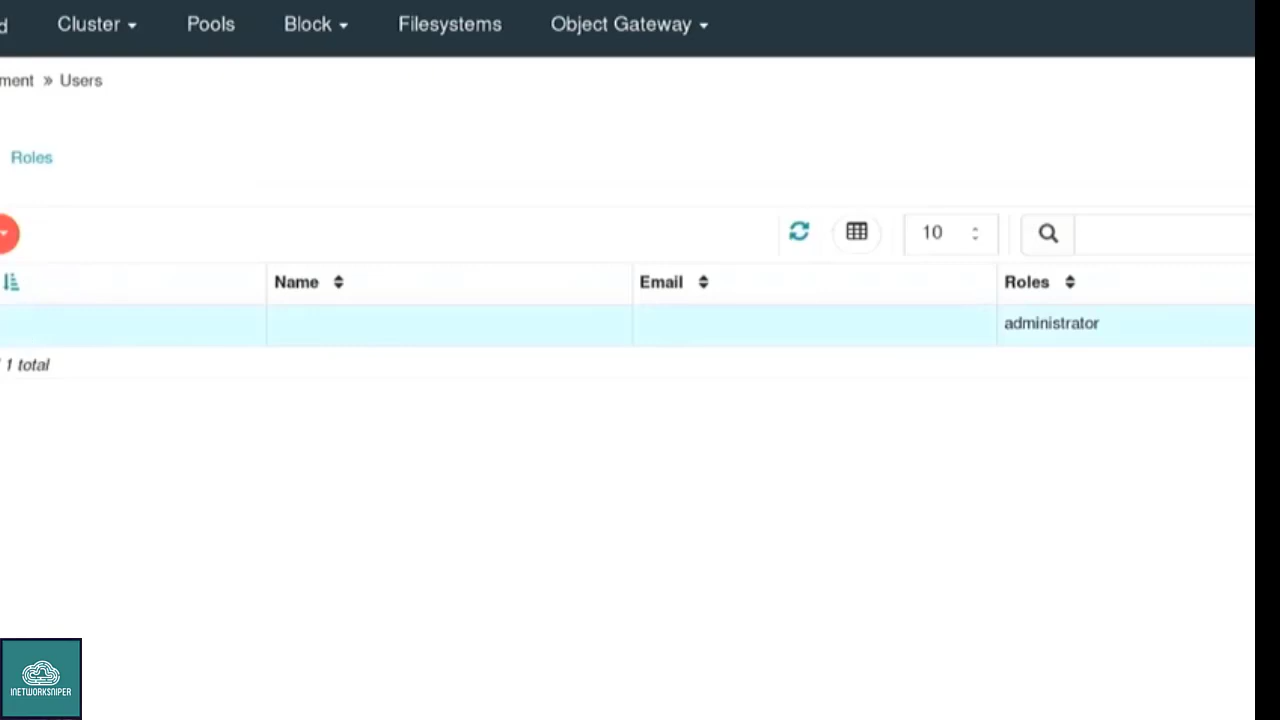 d Cluster Pools Block Filesystems Object Gateway
ment » Users
Roles
10
Name Email Roles
administrator
1 total
INETWORKSNIPER